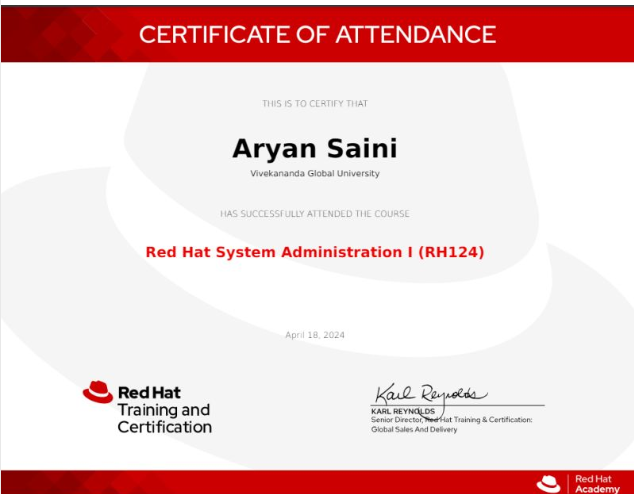 CERTIFICATE OF ATTENDANCE
THIS IS TO CERTIFY THAT
Aryan Saini
Vivekananda Global University
HAS SUCCESSFULLY ATTENDED THE COURSE
Red Hat System Administration I (RH124)
April 18, 2024
Red Hat
Training and
Certification
Karl Reynolds
KARL REYNOLDS
Senior Director, Red Hat Training & Certification:
Global Sales And Delivery
Red Hat
Academy